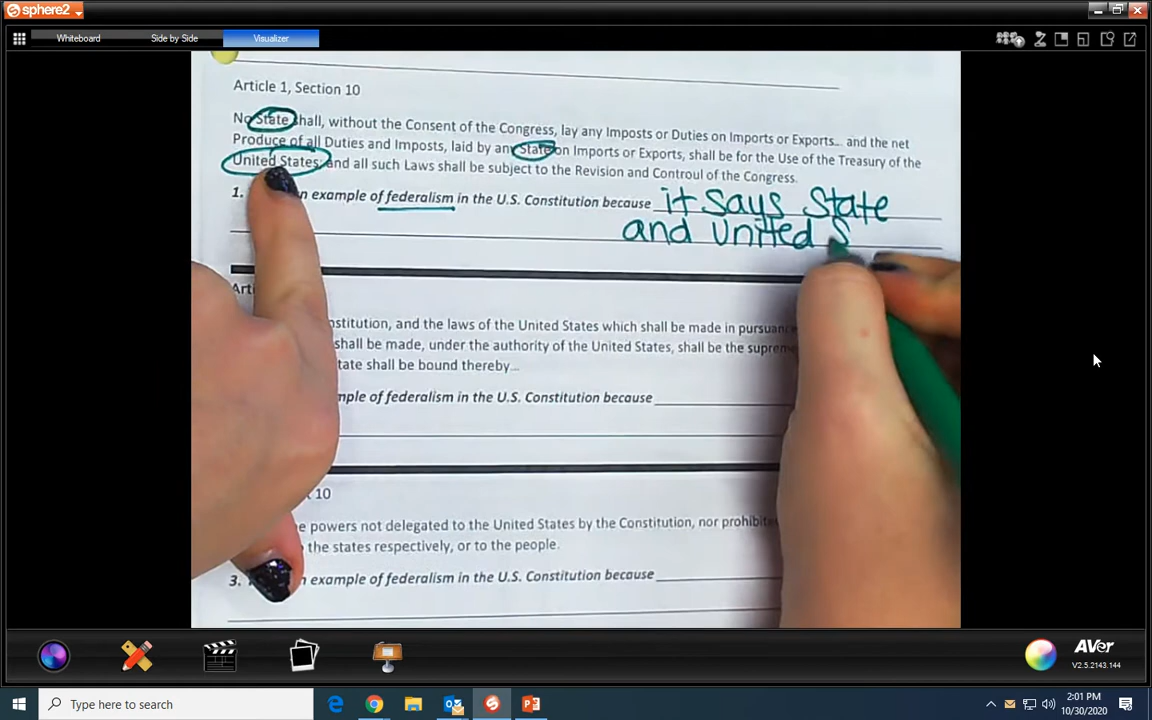 sphere2
Whiteboard
Side by Side
Visualizer
Article 1, Section 10
No State shall, without the Consent of the Congress, lay any Imposts or Duties on Imports or Exports... and the net
Produce of all Duties and Imposts, laid by any State on Imports or Exports, shall be for the Use of the Treasury of the
United States; and all such Laws shall be subject to the Revision and Controul of the Congress.
1. n example of federalism in the U.S. Constitution because it says State
and United S
Arti
nstitution, and the laws of the United States which shall be made in pursuanc
shall be made, under the authority of the United States, shall be the supreme
tate shall be bound thereby...
mple of federalism in the U.S. Constitution because
10
e powers not delegated to the United States by the Constitution, nor prohibite
the states respectively, or to the people.
3. n example of federalism in the U.S. Constitution because
AVer
V2.5.2143.144
Type here to search
2:01 PM
10/30/2020